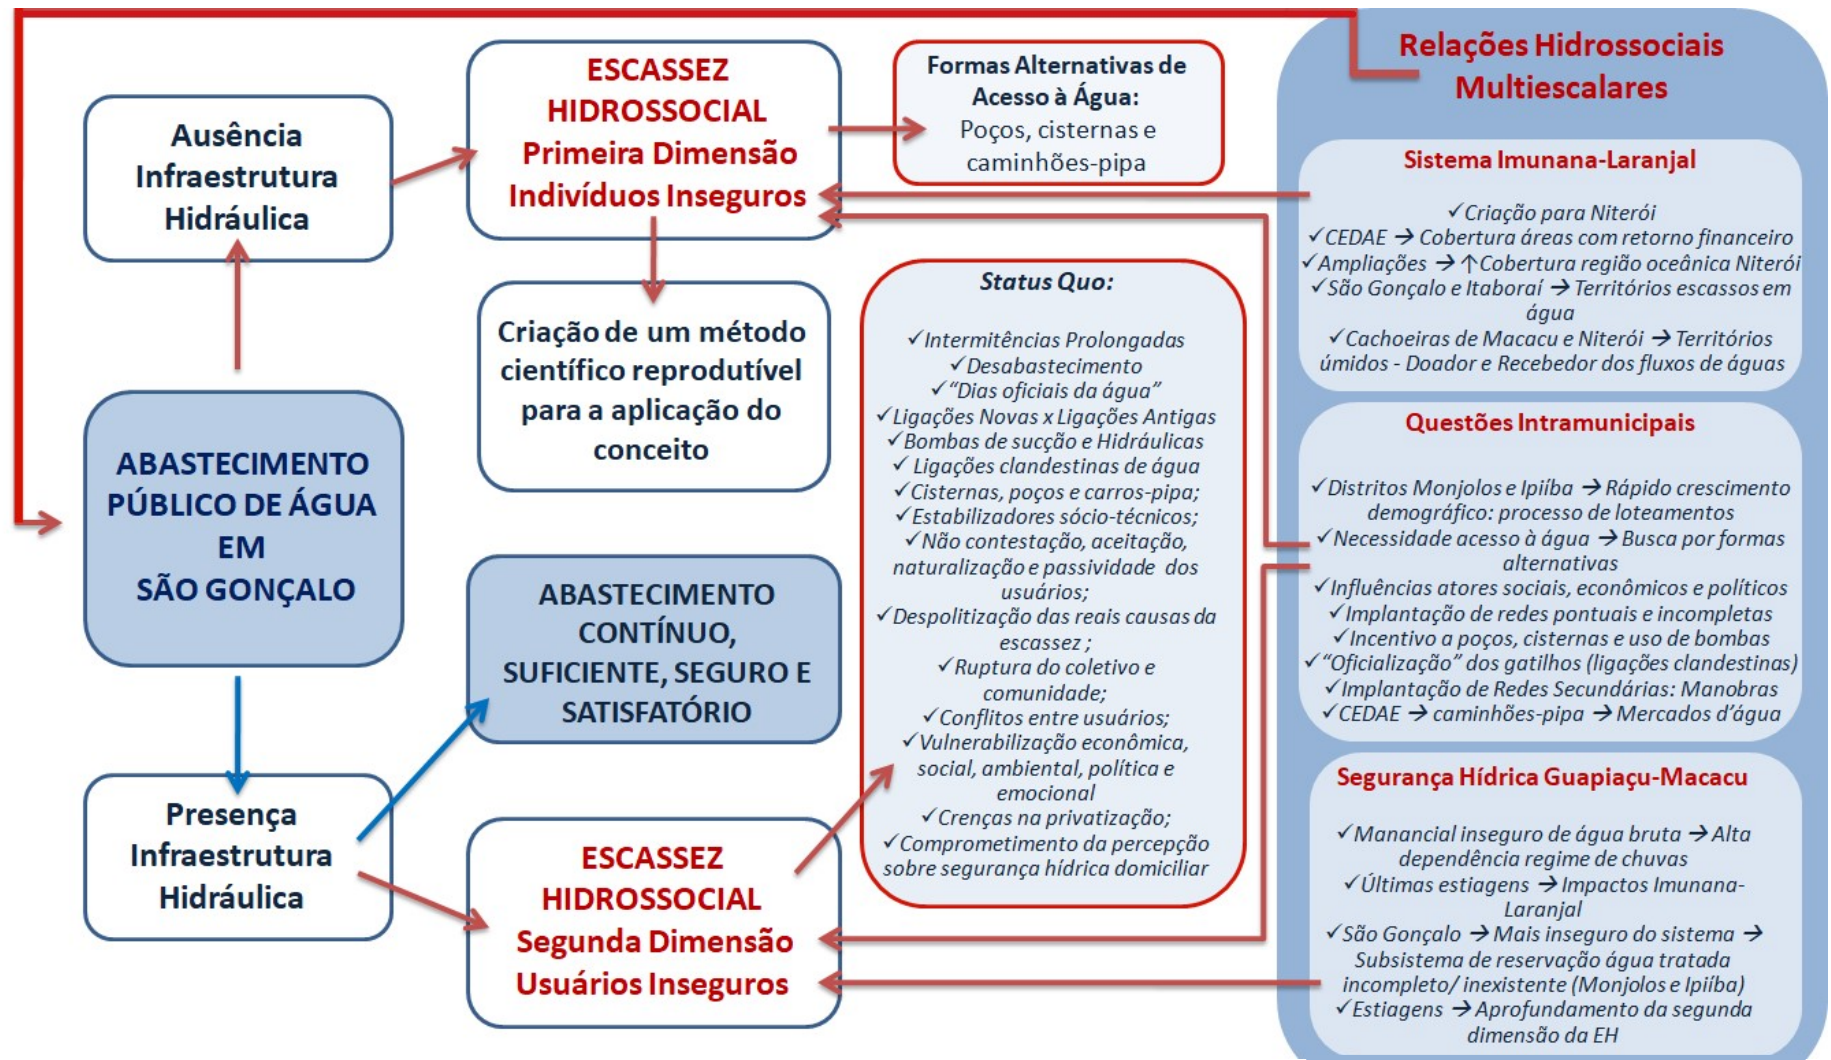 Ausência
Infraestrutura
Hidráulica
ABASTECIMENTO
PÚBLICO DE ÁGUA
EM
SÃO GONÇALO
Presença
Infraestrutura
Hidráulica
ESCASSEZ
HIDROSSOCIAL
Primeira Dimensão
Indivíduos Inseguros
Criação de um método
científico reprodutível
para a aplicação do
conceito
ABASTECIMENTO
CONTÍNUO,
SUFICIENTE, SEGURO E
SATISFATÓRIO
ESCASSEZ
HIDROSSOCIAL
Segunda Dimensão
Usuários Inseguros
Formas Alternativas de
Acesso à Água:
Poços, cisternas e
caminhões-pipa
Status Quo:
✓Intermitências Prolongadas
✓Desabastecimento
✓“Dias oficiais da água”
✓Ligações Novas x Ligações Antigas
✓Bombas de sucção e Hidráulicas
✓Ligações clandestinas de água
✓Cisternas, poços e carros-pipa;
✓Estabilizadores sócio-técnicos;
✓Não contestação, aceitação,
naturalização e passividade dos
usuários;
✓Despolitização das reais causas da
escassez ;
✓Ruptura do coletivo e
comunidade;
✓Conflitos entre usuários;
✓Vulnerabilização econômica,
social, ambiental, política e
emocional
✓Crenças na privatização;
✓Comprometimento da percepção
sobre segurança hídrica domiciliar
Relações Hidrossociais
Multiescalares
Sistema Imunana-Laranjal
✓Criação para Niterói
✓CEDAE → Cobertura áreas com retorno financeiro
✓Ampliações → ↑Cobertura região oceânica Niterói
✓São Gonçalo e Itaboraí → Territórios escassos em
água
✓Cachoeiras de Macacu e Niterói → Territórios
úmidos - Doador e Recebedor dos fluxos de águas
Questões Intramunicipais
✓Distritos Monjolos e Ipiíba → Rápido crescimento
demográfico: processo de loteamentos
✓Necessidade acesso à água → Busca por formas
alternativas
✓Influências atores sociais, econômicos e políticos
✓Implantação de redes pontuais e incompletas
✓Incentivo a poços, cisternas e uso de bombas
✓“Oficialização” dos gatilhos (ligações clandestinas)
✓Implantação de Redes Secundárias: Manobras
✓CEDAE → caminhões-pipa → Mercados d’água
Segurança Hídrica Guapiaçu-Macacu
✓Manancial inseguro de água bruta → Alta
dependência regime de chuvas
✓Últimas estiagens → Impactos Imunana-
Laranjal
✓São Gonçalo → Mais inseguro do sistema →
Subsistema de reservação água tratada
incompleto/ inexistente (Monjolos e Ipiíba)
✓Estiagens → Aprofundamento da segunda
dimensão da EH